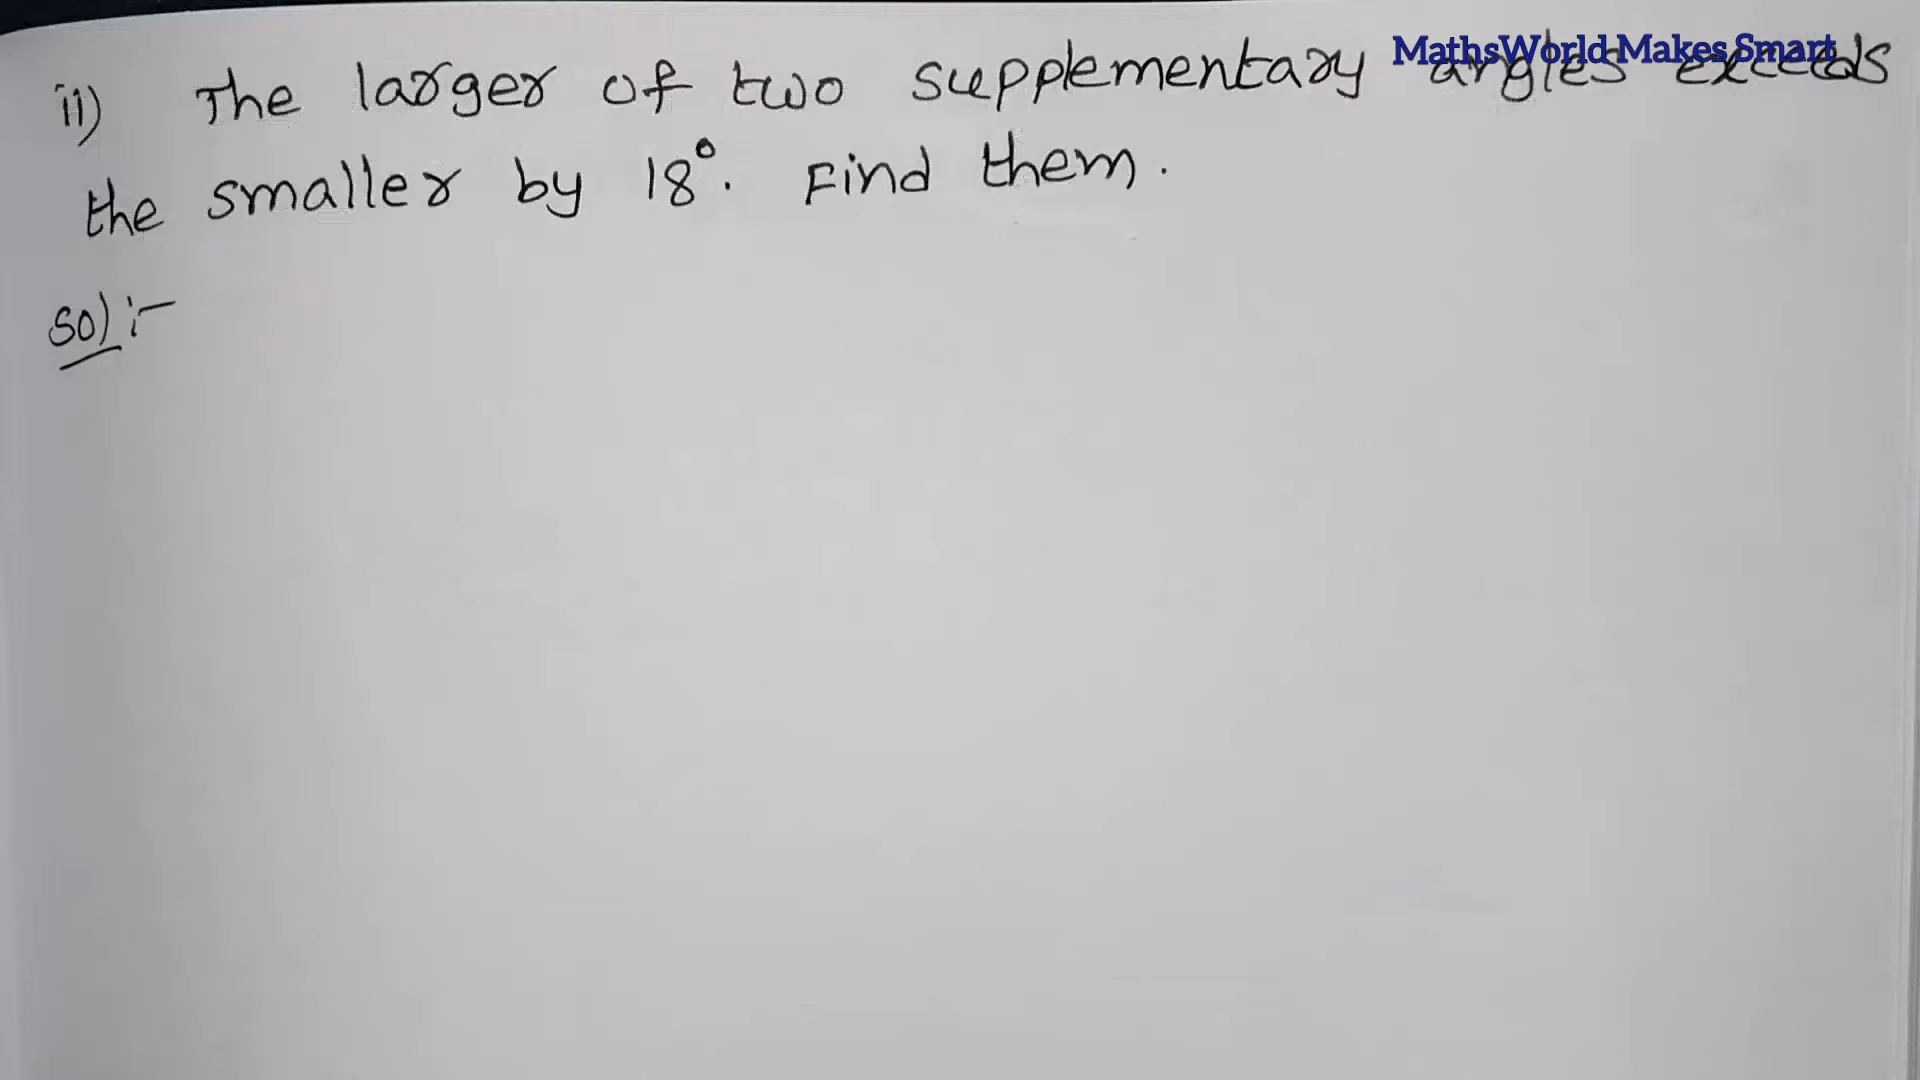 MathsWorld Makes Smart
ii) The larger of two supplementary angles exceeds
the smaller by 18°. Find them.
Sol :-